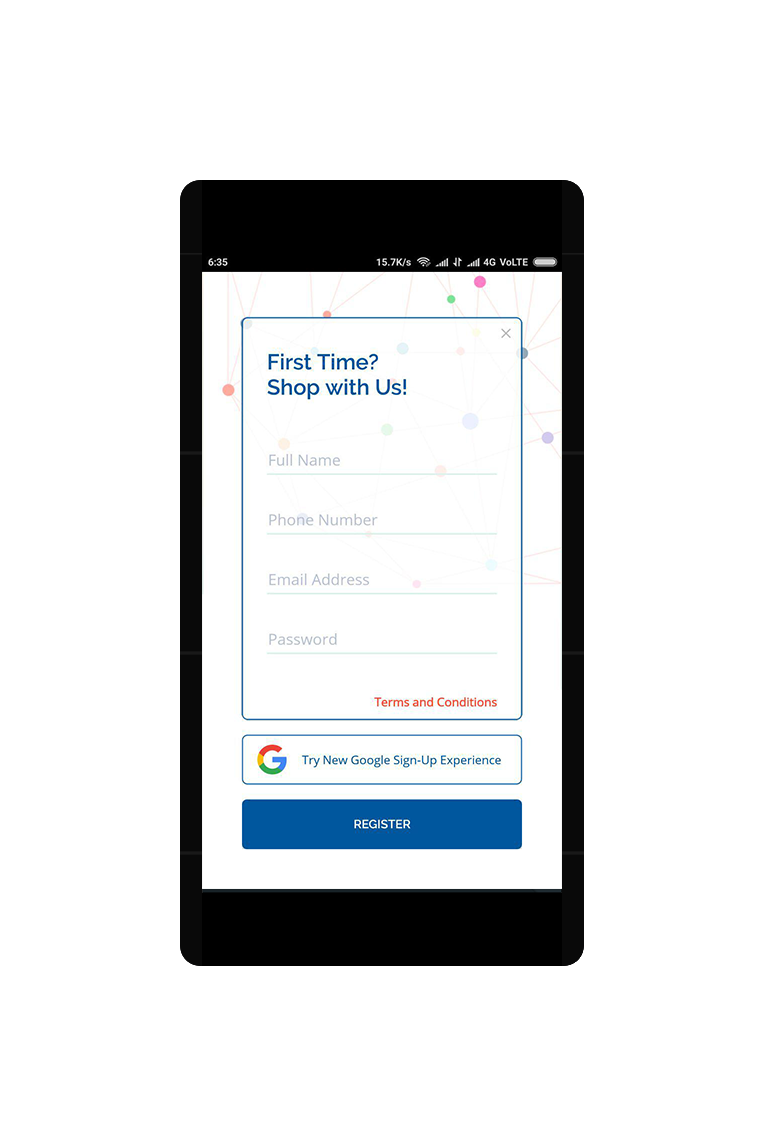 6:35 15.7K/s 4G VoLTE
First Time?
Shop with Us!
Full Name
Phone Number
Email Address
Password
Terms and Conditions
Try New Google Sign-Up Experience
REGISTER